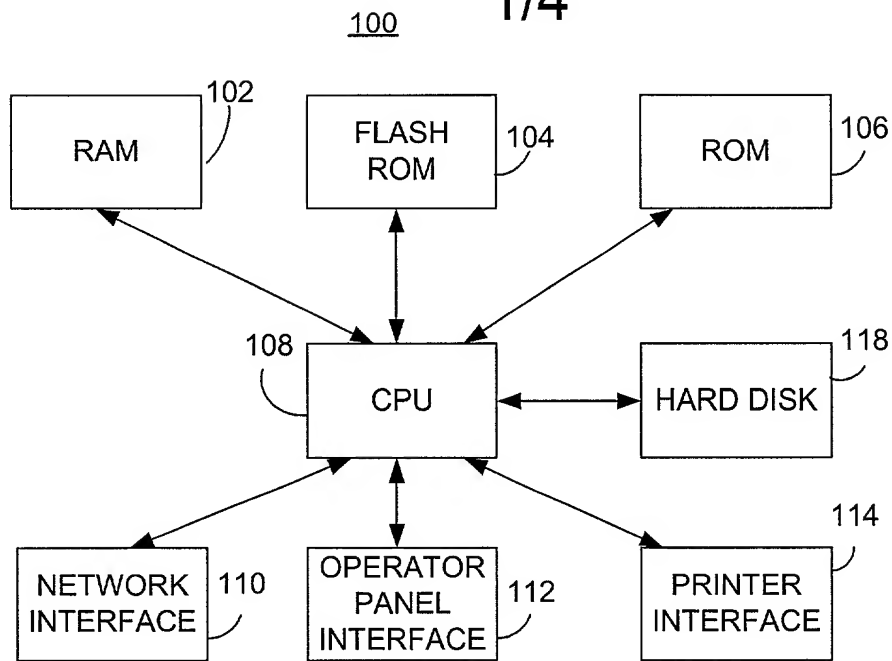 1/4
100
102
RAM
FLASH
ROM
104
ROM
106
108
CPU
HARD DISK
118
NETWORK
INTERFACE
110
OPERATOR
PANEL
INTERFACE
112
PRINTER
INTERFACE
114